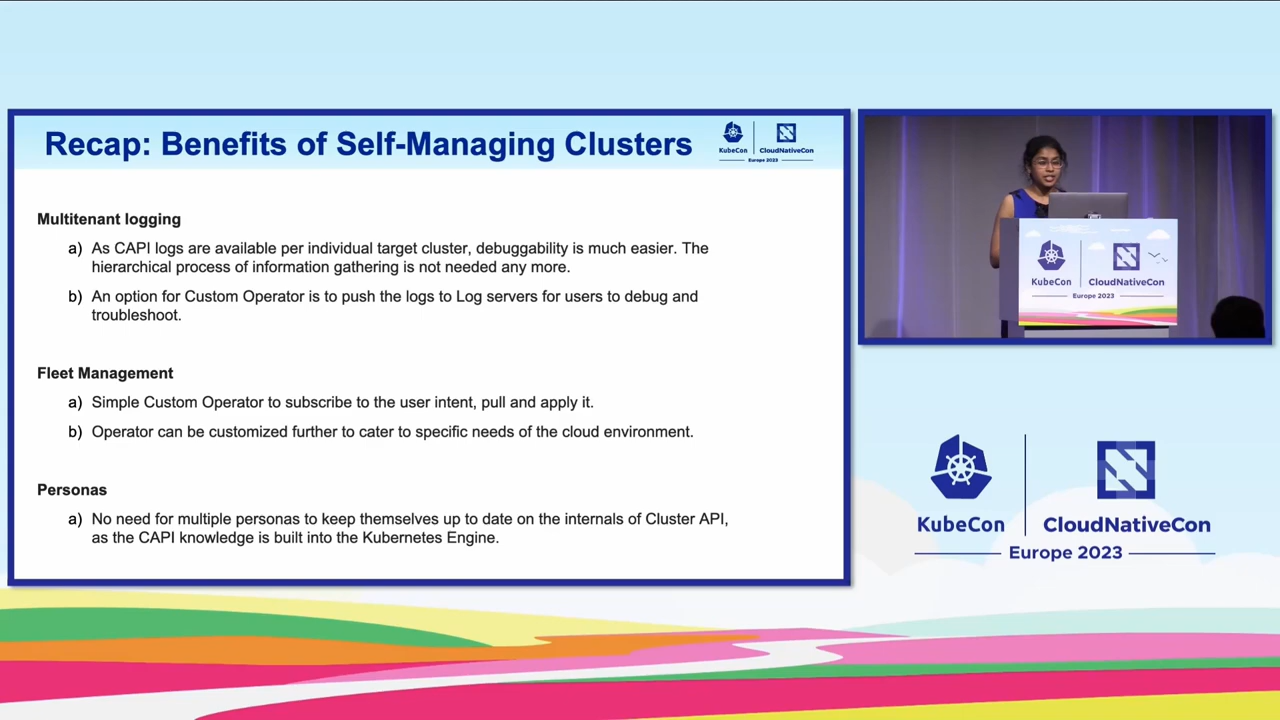 Recap: Benefits of Self-Managing Clusters
KubeCon
CloudNativeCon
Europe 2023
Multitenant logging
a) As CAPI logs are available per individual target cluster, debuggability is much easier. The
hierarchical process of information gathering is not needed any more.
b) An option for Custom Operator is to push the logs to Log servers for users to debug and
troubleshoot.
Fleet Management
a) Simple Custom Operator to subscribe to the user intent, pull and apply it.
b) Operator can be customized further to cater to specific needs of the cloud environment.
Personas
a) No need for multiple personas to keep themselves up to date on the internals of Cluster API,
as the CAPI knowledge is built into the Kubernetes Engine.
KubeCon
CloudNativeCon
Europe 2023
KubeCon
CloudNativeCon
Europe 2023